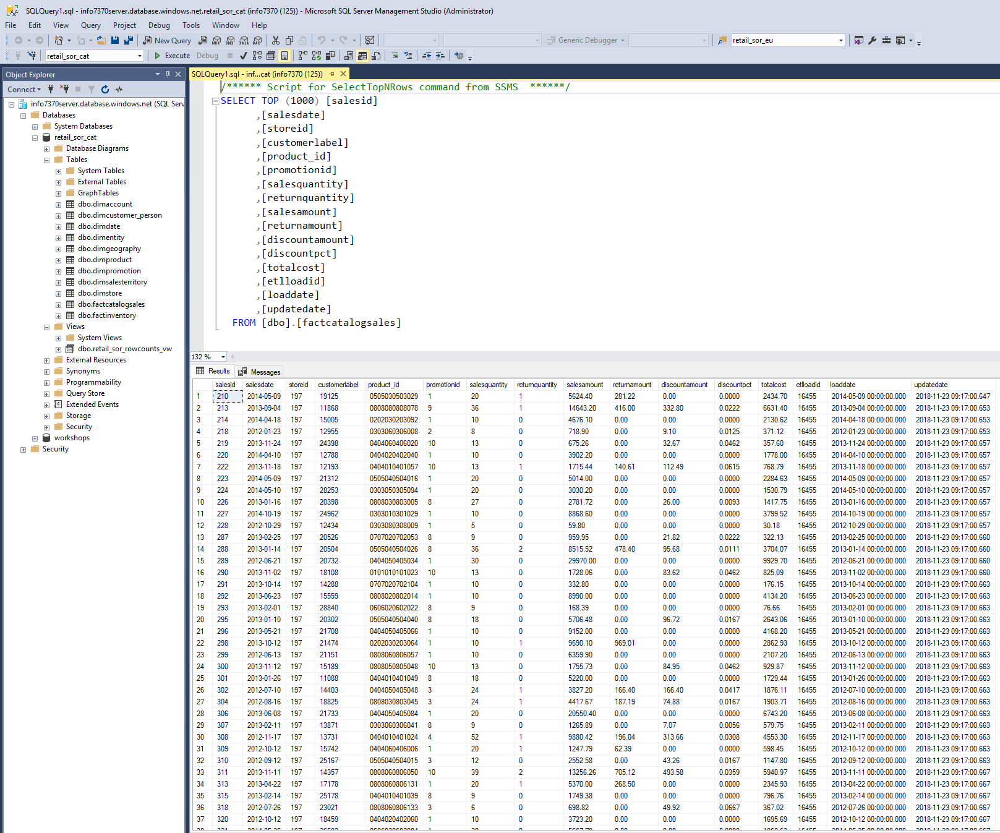 SQLQuery1.sql - info7370server.database.windows.net.retail_sor_cat (info7370 (125)) - Microsoft SQL Server Management Studio (Administrator)
File Edit View Query Project Debug Tools Window Help
New Query MDX DMX XMLA DAX Generic Debugger retail_sor_eu
retail_sor_cat Execute Debug
Object Explorer
Connect
info7370server.database.windows.net (SQL Serv
Databases
System Databases
retail_sor_cat
Database Diagrams
Tables
System Tables
External Tables
GraphTables
dbo.dimaccount
dbo.dimcustomer_person
dbo.dimdate
dbo.dimentity
dbo.dimgeography
dbo.dimproduct
dbo.dimpromotion
dbo.dimsalesterritory
dbo.dimstore
dbo.factcatalogsales
dbo.factinventory
Views
System Views
dbo.retail_sor_rowcounts_vw
External Resources
Synonyms
Programmability
Query Store
Extended Events
Storage
Security
workshops
Security
SQLQuery1.sql - inf...cat (info7370 (125))
/****** Script for SelectTopNRows command from SSMS  ******/
SELECT TOP (1000) [salesid]
,[salesdate]
,[storeid]
,[customerlabel]
,[product_id]
,[promotionid]
,[salesquantity]
,[returnquantity]
,[salesamount]
,[returnamount]
,[discountamount]
,[discountpct]
,[totalcost]
,[etlloadid]
,[loaddate]
,[updatedate]
FROM [dbo].[factcatalogsales]
132 %
Results Messages
salesid salesdate storeid customerlabel product_id promotionid salesquantity returnquantity salesamount returnamount discountamount discountpct totalcost etlloadid loaddate updatedate
1 210 2014-05-09 197 19125 0505030503029 1 20 1 5624.40 281.22 0.00 0.0000 2434.70 16455 2014-05-09 00:00:00.000 2018-11-23 09:17:00.647
2 213 2013-09-04 197 11868 0808080808078 9 36 1 14643.20 416.00 332.80 0.0222 6631.40 16455 2013-09-04 00:00:00.000 2018-11-23 09:17:00.653
3 214 2014-04-18 197 15005 0202030203092 1 10 0 4676.10 0.00 0.00 0.0000 2130.62 16455 2014-04-18 00:00:00.000 2018-11-23 09:17:00.653
4 218 2012-01-23 197 12955 0303060306008 2 8 0 718.90 0.00 9.10 0.0125 371.12 16455 2012-01-23 00:00:00.000 2018-11-23 09:17:00.653
5 219 2013-11-24 197 24398 0404060406020 10 13 0 675.26 0.00 32.67 0.0462 357.60 16455 2013-11-24 00:00:00.000 2018-11-23 09:17:00.657
6 220 2014-04-10 197 12788 0404020402040 1 10 0 3902.20 0.00 0.00 0.0000 1778.00 16455 2014-04-10 00:00:00.000 2018-11-23 09:17:00.657
7 222 2013-11-18 197 12193 0404010401057 10 13 1 1715.44 140.61 112.49 0.0615 768.79 16455 2013-11-18 00:00:00.000 2018-11-23 09:17:00.657
8 223 2014-05-09 197 21312 0505040504016 1 20 0 5014.00 0.00 0.00 0.0000 2284.63 16455 2014-05-09 00:00:00.000 2018-11-23 09:17:00.657
9 224 2014-05-10 197 28253 0303050305094 1 20 0 3030.20 0.00 0.00 0.0000 1530.79 16455 2014-05-10 00:00:00.000 2018-11-23 09:17:00.657
10 226 2013-01-16 197 20398 0808030803005 8 27 0 2781.72 0.00 26.00 0.0093 1417.75 16455 2013-01-16 00:00:00.000 2018-11-23 09:17:00.657
11 227 2014-10-19 197 24962 0303010301029 1 10 0 8868.60 0.00 0.00 0.0000 3799.52 16455 2014-10-19 00:00:00.000 2018-11-23 09:17:00.657
12 228 2012-10-29 197 12434 0303080308009 1 5 0 59.80 0.00 0.00 0.0000 30.18 16455 2012-10-29 00:00:00.000 2018-11-23 09:17:00.657
13 287 2013-02-25 197 20526 0707020702053 8 9 0 959.95 0.00 21.82 0.0222 322.13 16455 2013-02-25 00:00:00.000 2018-11-23 09:17:00.660
14 288 2013-01-14 197 20504 0505040504026 8 36 2 8515.52 478.40 95.68 0.0111 3704.07 16455 2013-01-14 00:00:00.000 2018-11-23 09:17:00.660
15 289 2012-06-21 197 20732 0404050405034 1 30 0 29970.00 0.00 0.00 0.0000 9929.70 16455 2012-06-21 00:00:00.000 2018-11-23 09:17:00.660
16 290 2013-11-02 197 18108 0101010101023 10 13 0 1728.06 0.00 83.62 0.0462 825.09 16455 2013-11-02 00:00:00.000 2018-11-23 09:17:00.660
17 291 2013-10-14 197 14288 0707020702104 1 10 0 332.80 0.00 0.00 0.0000 176.15 16455 2013-10-14 00:00:00.000 2018-11-23 09:17:00.663
18 292 2013-06-23 197 15559 0808020802014 1 10 0 8990.00 0.00 0.00 0.0000 4134.20 16455 2013-06-23 00:00:00.000 2018-11-23 09:17:00.663
19 293 2013-02-01 197 28840 0606020602022 8 9 0 168.39 0.00 0.00 0.0000 76.66 16455 2013-02-01 00:00:00.000 2018-11-23 09:17:00.663
20 295 2013-01-10 197 20302 0505040504040 8 18 0 5706.48 0.00 96.72 0.0167 2643.06 16455 2013-01-10 00:00:00.000 2018-11-23 09:17:00.663
21 296 2013-05-21 197 21708 0404050405066 1 10 0 9152.00 0.00 0.00 0.0000 4168.20 16455 2013-05-21 00:00:00.000 2018-11-23 09:17:00.663
22 298 2013-10-12 197 21474 0202030203064 1 10 1 9690.10 969.01 0.00 0.0000 2862.93 16455 2013-10-12 00:00:00.000 2018-11-23 09:17:00.663
23 299 2012-06-13 197 21151 0808060806057 1 10 0 6359.90 0.00 0.00 0.0000 2107.20 16455 2012-06-13 00:00:00.000 2018-11-23 09:17:00.663
24 300 2013-11-12 197 15189 0808050805048 10 13 0 1755.73 0.00 84.95 0.0462 929.87 16455 2013-11-12 00:00:00.000 2018-11-23 09:17:00.663
25 301 2013-01-26 197 11088 0404010401049 8 18 0 5220.00 0.00 0.00 0.0000 1729.44 16455 2013-01-26 00:00:00.000 2018-11-23 09:17:00.663
26 302 2012-07-10 197 14403 0404050405048 3 24 1 3827.20 166.40 166.40 0.0417 1876.11 16455 2012-07-10 00:00:00.000 2018-11-23 09:17:00.663
27 304 2012-08-16 197 18825 0808030803045 3 24 1 4417.67 187.19 74.88 0.0167 1903.71 16455 2012-08-16 00:00:00.000 2018-11-23 09:17:00.663
28 306 2013-06-08 197 21733 0404050405084 1 20 0 20550.40 0.00 0.00 0.0000 6743.20 16455 2013-06-08 00:00:00.000 2018-11-23 09:17:00.663
29 307 2013-02-11 197 13871 0303060306041 8 9 0 1265.89 0.00 7.07 0.0056 579.75 16455 2013-02-11 00:00:00.000 2018-11-23 09:17:00.663
30 308 2012-11-17 197 13731 0404010401024 4 52 1 9880.42 196.04 313.66 0.0308 4553.30 16455 2012-11-17 00:00:00.000 2018-11-23 09:17:00.663
31 309 2012-10-12 197 15742 0404060406006 1 20 1 1247.79 62.39 0.00 0.0000 598.45 16455 2012-10-12 00:00:00.000 2018-11-23 09:17:00.663
32 310 2012-09-12 197 25167 0505040504015 3 12 0 2552.58 0.00 43.26 0.0167 1147.80 16455 2012-09-12 00:00:00.000 2018-11-23 09:17:00.663
33 311 2013-11-11 197 14357 0808060806050 10 39 2 13256.26 705.12 493.58 0.0359 5940.97 16455 2013-11-11 00:00:00.000 2018-11-23 09:17:00.667
34 313 2013-04-22 197 17178 0808060806131 1 20 1 5370.00 268.50 0.00 0.0000 2345.93 16455 2013-04-22 00:00:00.000 2018-11-23 09:17:00.667
35 315 2013-02-14 197 25178 0404010401039 8 9 0 1749.38 0.00 0.00 0.0000 796.76 16455 2013-02-14 00:00:00.000 2018-11-23 09:17:00.667
36 318 2012-07-26 197 23021 0808060806133 3 6 0 698.82 0.00 49.92 0.0667 367.02 16455 2012-07-26 00:00:00.000 2018-11-23 09:17:00.667
37 320 2012-10-12 197 18459 0404020402060 1 10 0 3723.20 0.00 0.00 0.0000 1695.69 16455 2012-10-12 00:00:00.000 2018-11-23 09:17:00.667